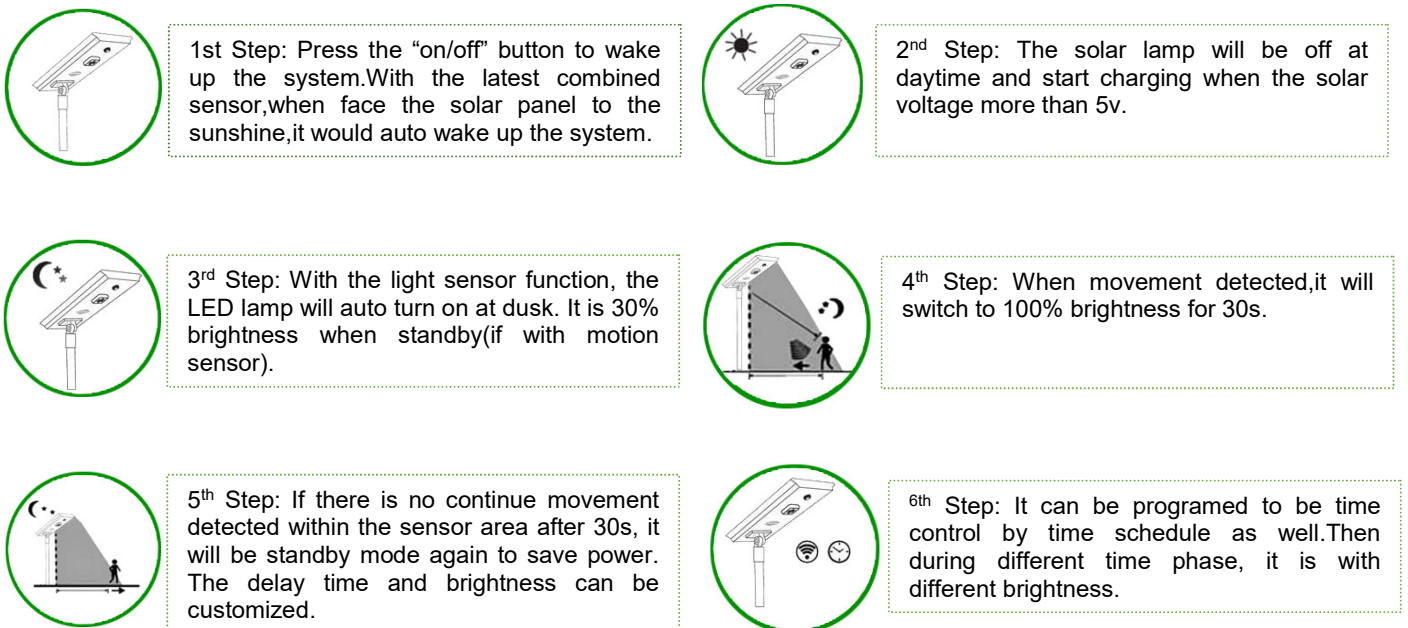 1st Step: Press the “on/off” button to wake
up the system.With the latest combined
sensor,when face the solar panel to the
sunshine,it would auto wake up the system.
2nd Step: The solar lamp will be off at
daytime and start charging when the solar
voltage more than 5v.
3rd Step: With the light sensor function, the
LED lamp will auto turn on at dusk. It is 30%
brightness when standby(if with motion
sensor).
4th Step: When movement detected,it will
switch to 100% brightness for 30s.
5th Step: If there is no continue movement
detected within the sensor area after 30s, it
will be standby mode again to save power.
The delay time and brightness can be
customized.
6th Step: It can be programed to be time
control by time schedule as well.Then
during different time phase, it is with
different brightness.